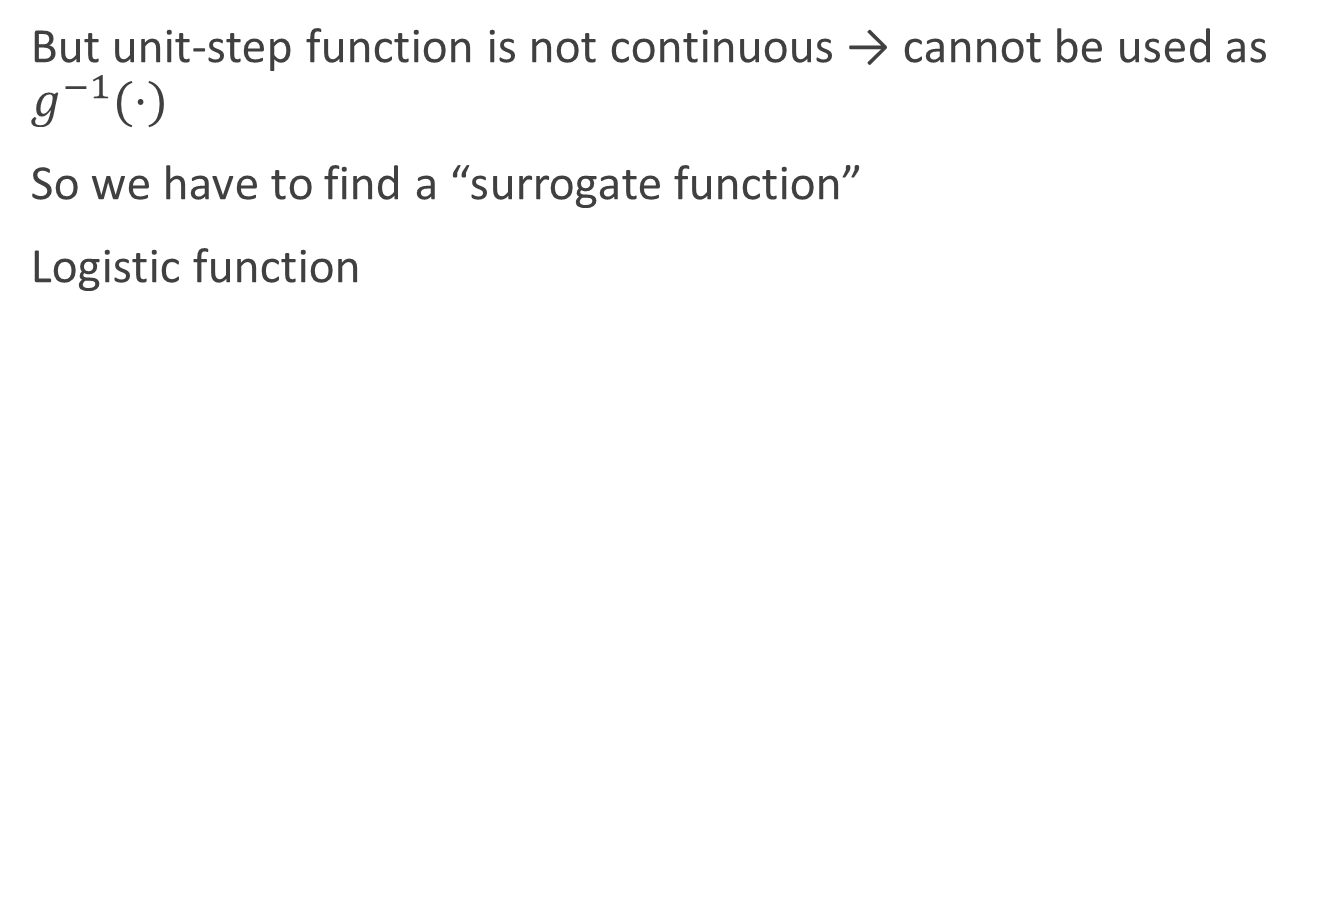 But unit-step function is not continuous → cannot be used as
g⁻¹(·)
So we have to find a “surrogate function”
Logistic function